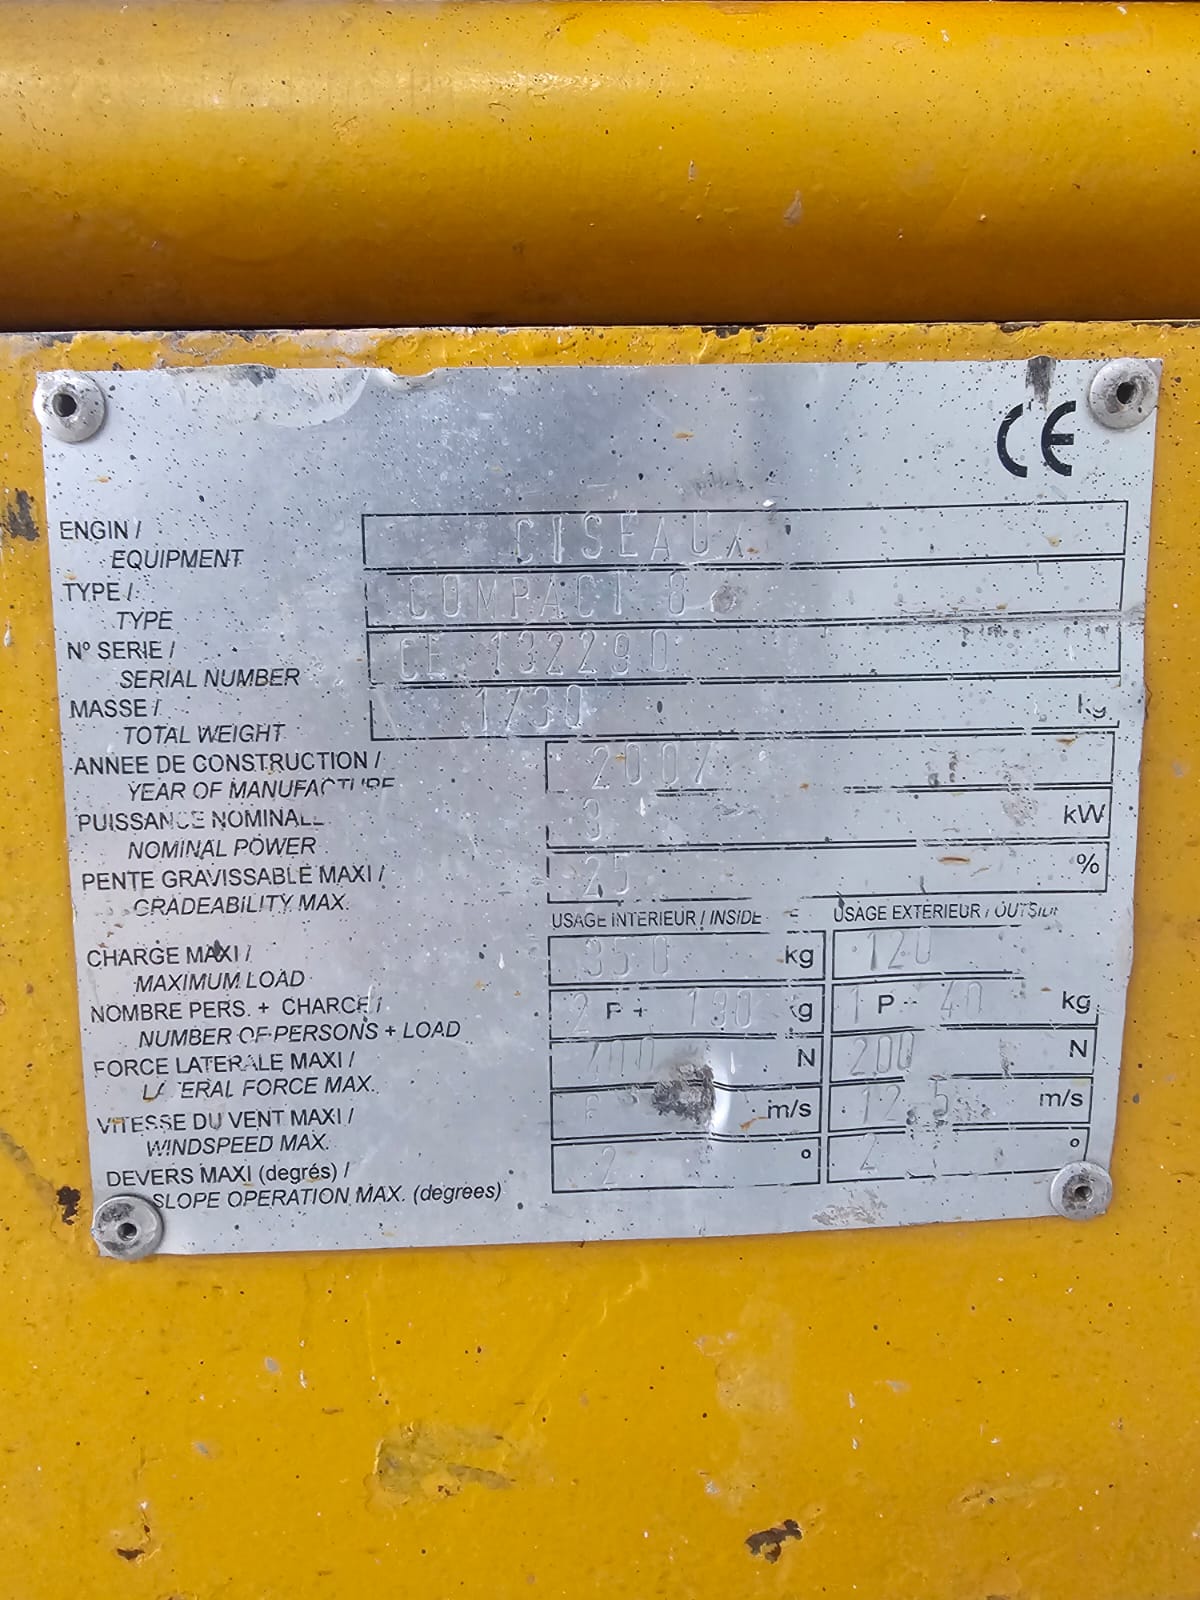 CE
ENGIN / CISEAUX
EQUIPMENT
TYPE / COMPACT 8
TYPE
Nº SERIE / CE 132290
SERIAL NUMBER
MASSE / 1730 kg
TOTAL WEIGHT
ANNEE DE CONSTRUCTION / 2007
YEAR OF MANUFACTURE
PUISSANCE NOMINALE 3 kW
NOMINAL POWER
PENTE GRAVISSABLE MAXI / 25 %
GRADEABILITY MAX.
USAGE INTERIEUR / INSIDE USAGE EXTERIEUR / OUTSIDE
CHARGE MAXI / 350 kg 120
MAXIMUM LOAD
NOMBRE PERS. + CHARGE / 2 P + 190 kg 1 P + 40 kg
NUMBER OF PERSONS + LOAD
FORCE LATERALE MAXI / 400 N 200 N
LATERAL FORCE MAX.
VITESSE DU VENT MAXI / m/s 12.5 m/s
WINDSPEED MAX.
DEVERS MAXI (degrés) / 2 ° 2 °
SLOPE OPERATION MAX. (degrees)